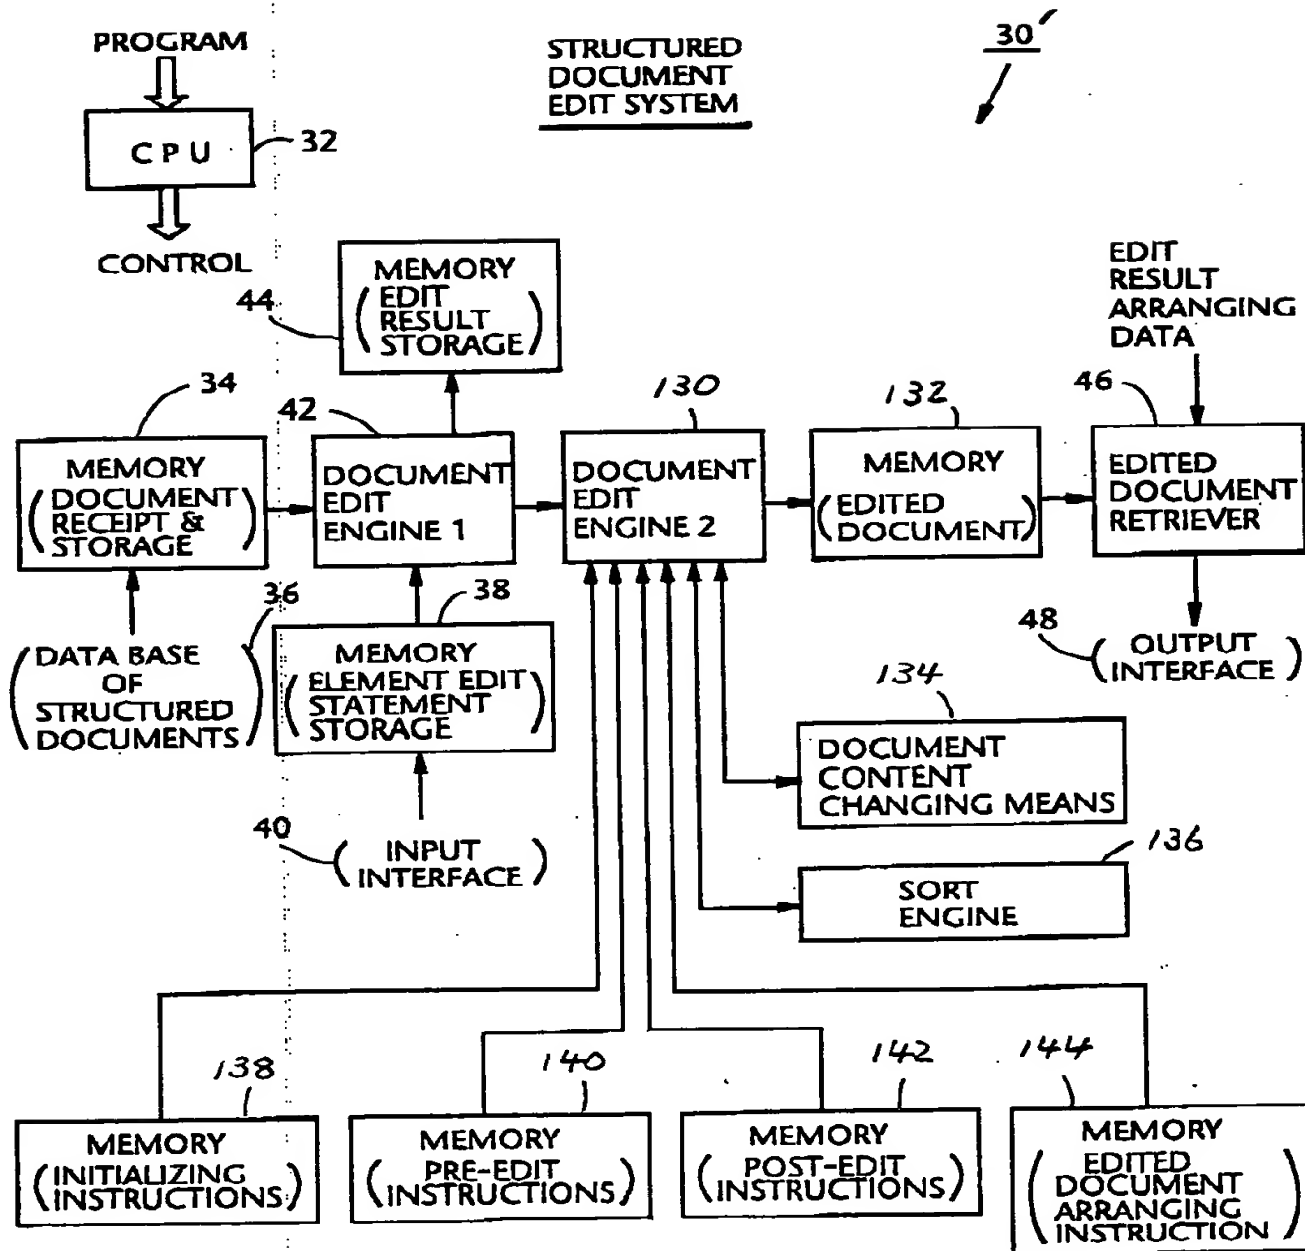 PROGRAM
CPU
32
CONTROL
STRUCTURED
DOCUMENT
EDIT SYSTEM
30'
MEMORY
(EDIT
RESULT
STORAGE)
44
EDIT
RESULT
ARRANGING
DATA
34
MEMORY
(DOCUMENT
RECEIPT &
STORAGE)
42
DOCUMENT
EDIT
ENGINE 1
130
DOCUMENT
EDIT
ENGINE 2
132
MEMORY
(EDITED
DOCUMENT)
46
EDITED
DOCUMENT
RETRIEVER
36
(DATA BASE
OF
STRUCTURED
DOCUMENTS)
38
MEMORY
(ELEMENT EDIT
STATEMENT
STORAGE)
48
(OUTPUT
INTERFACE)
40
(INPUT
INTERFACE)
134
DOCUMENT
CONTENT
CHANGING MEANS
136
SORT
ENGINE
138
MEMORY
(INITIALIZING
INSTRUCTIONS)
140
MEMORY
(PRE-EDIT
INSTRUCTIONS)
142
MEMORY
(POST-EDIT
INSTRUCTIONS)
144
MEMORY
(EDITED
DOCUMENT
ARRANGING
INSTRUCTION)